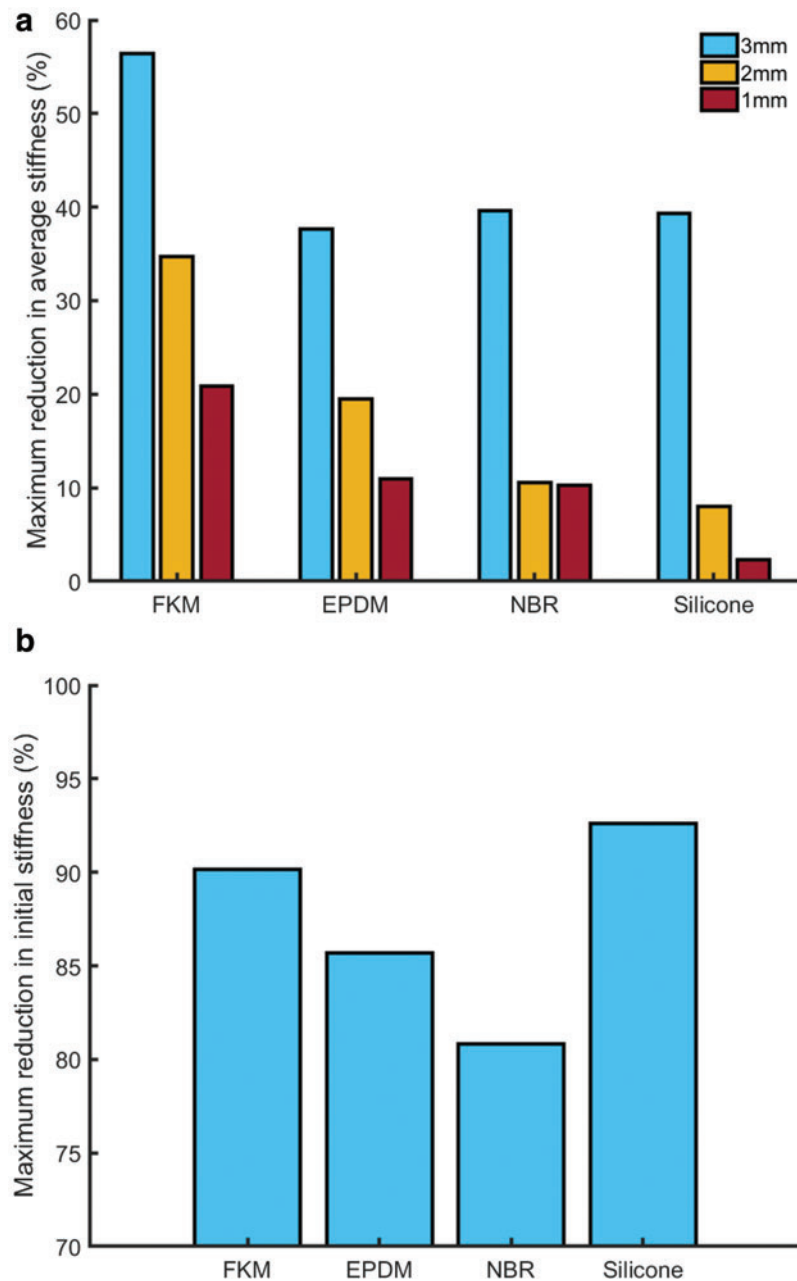 a
60
50
40
30
20
10
0
Maximum reduction in average stiffness (%)
3mm
2mm
1mm
FKM EPDM NBR Silicone
b
100
95
90
85
80
75
70
Maximum reduction in initial stiffness (%)
FKM EPDM NBR Silicone